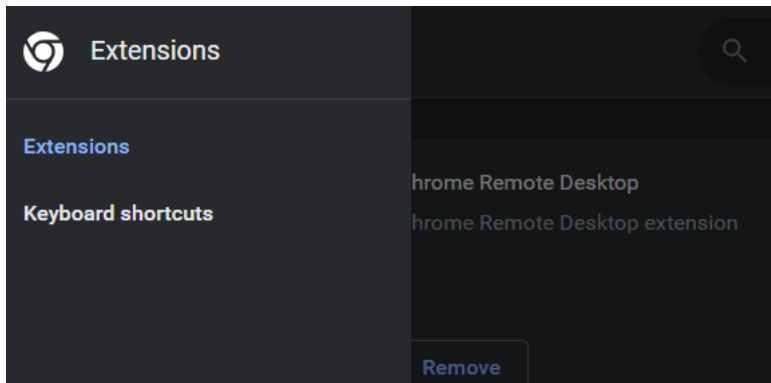 Extensions
Extensions
Keyboard shortcuts
hrome Remote Desktop
hrome Remote Desktop extension
Remove